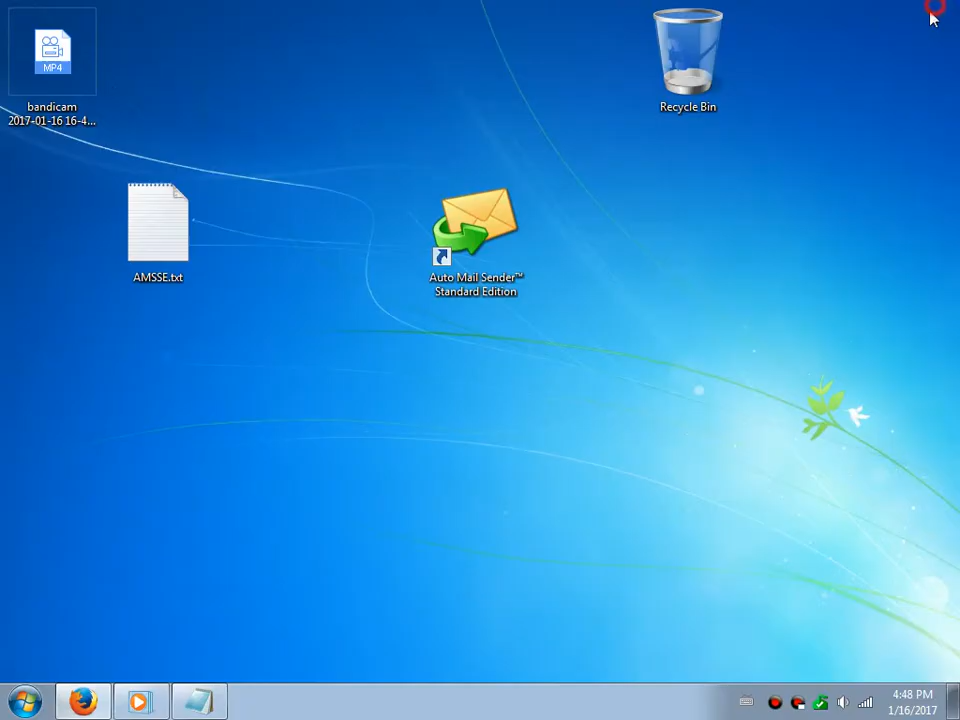 MP4
bandicam
2017-01-16 16-4...
Recycle Bin
AMSSE.txt
Auto Mail Sender™
Standard Edition
4:48 PM
1/16/2017